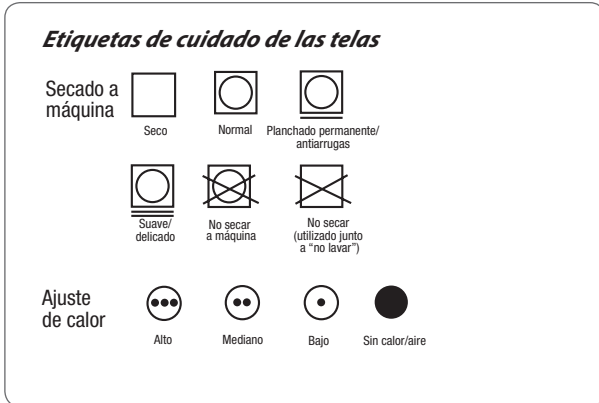 Etiquetas de cuidado de las telas
Secado a
máquina
Seco
Normal
Planchado permanente/
antiarrugas
Suave/
delicado
No secar
a máquina
No secar
(utilizado junto
a “no lavar”)
Ajuste
de calor
Alto
Mediano
Bajo
Sin calor/aire